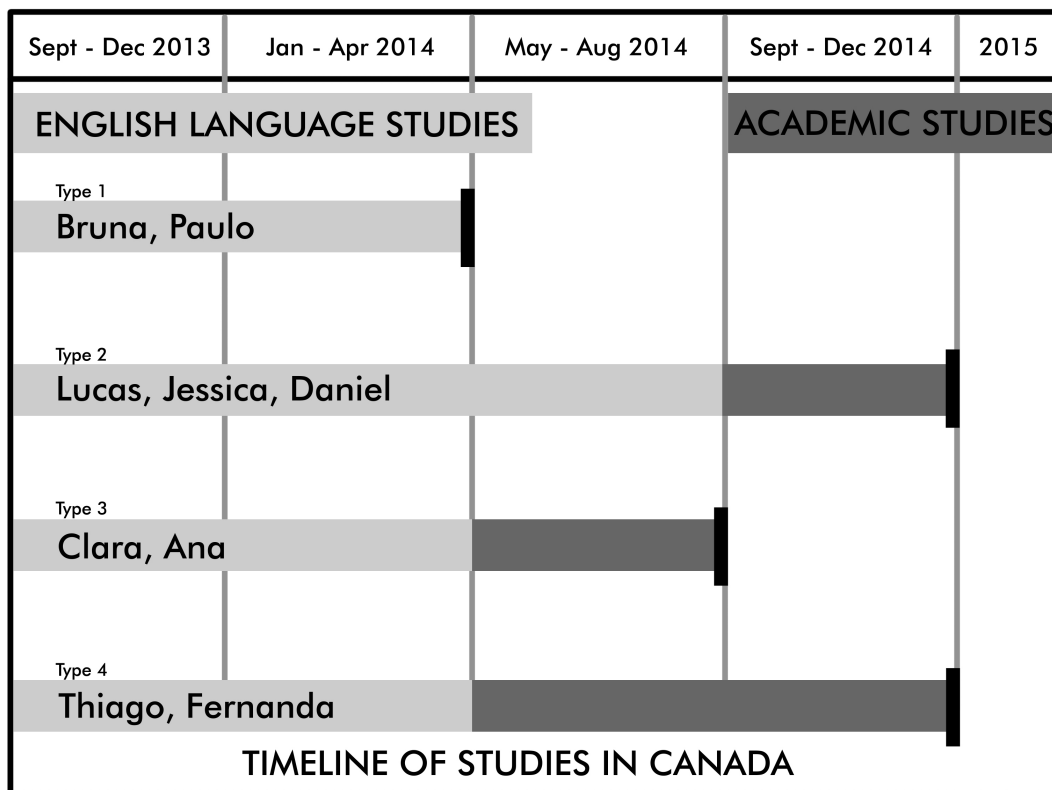 Sept - Dec 2013 Jan - Apr 2014 May - Aug 2014 Sept - Dec 2014 2015
ENGLISH LANGUAGE STUDIES ACADEMIC STUDIES
Type 1
Bruna, Paulo
Type 2
Lucas, Jessica, Daniel
Type 3
Clara, Ana
Type 4
Thiago, Fernanda
TIMELINE OF STUDIES IN CANADA